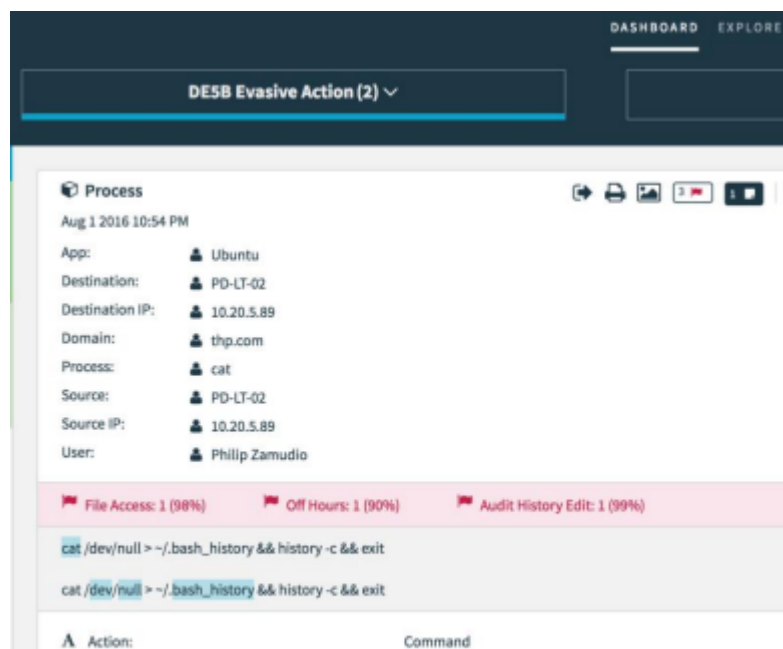 DASHBOARD EXPLORE
DE5B Evasive Action (2)
Process
3 1
Aug 1 2016 10:54 PM
App: Ubuntu
Destination: PD-LT-02
Destination IP: 10.20.5.89
Domain: thp.com
Process: cat
Source: PD-LT-02
Source IP: 10.20.5.89
User: Philip Zamudio
File Access: 1 (98%) Off Hours: 1 (90%) Audit History Edit: 1 (99%)
cat /dev/null > ~/.bash_history && history -c && exit
cat /dev/null > ~/.bash_history && history -c && exit
A Action: Command